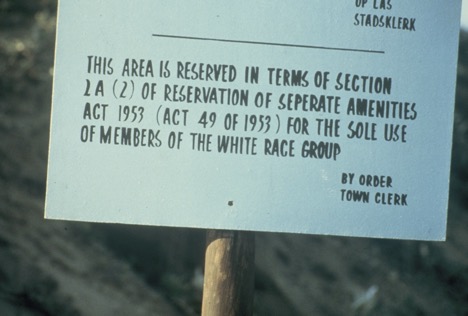 OP LAS
STADSKLERK
THIS AREA IS RESERVED IN TERMS OF SECTION
2A (2) OF RESERVATION OF SEPERATE AMENITIES
ACT 1953 (ACT 49 OF 1953) FOR THE SOLE USE
OF MEMBERS OF THE WHITE RACE GROUP
BY ORDER
TOWN CLERK